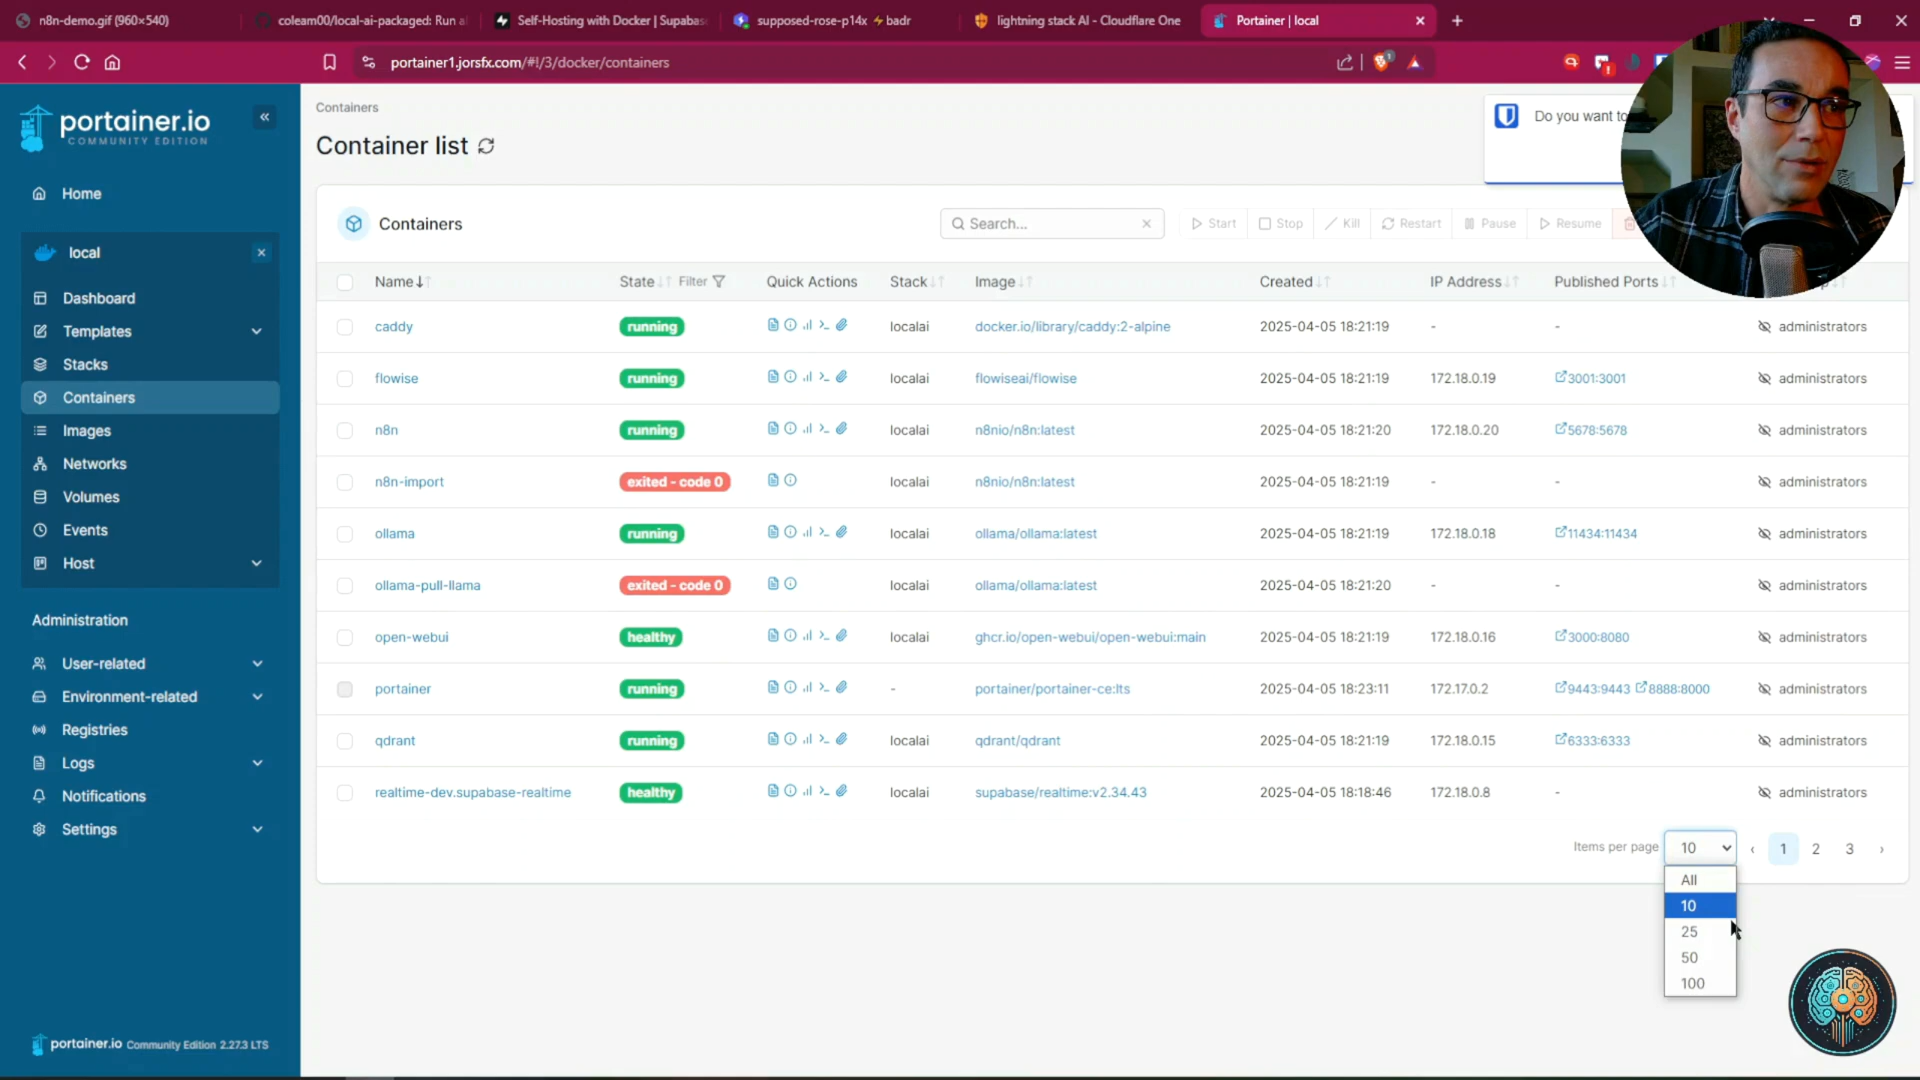 n8n-demo.gif (960×540)
coleam00/local-ai-packaged: Run a
Self-Hosting with Docker | Supabas
supposed-rose-p14x ⚡badr
lightning stack AI - Cloudflare One
Portainer | local
portainer1.jorsfx.com/#!/3/docker/containers
portainer.io
COMMUNITY EDITION
Home
local
Dashboard
Templates
Stacks
Containers
Images
Networks
Volumes
Events
Host
Administration
User-related
Environment-related
Registries
Logs
Notifications
Settings
portainer.io Community Edition 2.27.3 LTS
Containers
Container list
Do you want to
Containers
Search...
Start Stop Kill Restart Pause Resume
Name State Filter Quick Actions Stack Image Created IP Address Published Ports
caddy running localai docker.io/library/caddy:2-alpine 2025-04-05 18:21:19 - - administrators
flowise running localai flowiseai/flowise 2025-04-05 18:21:19 172.18.0.19 3001:3001 administrators
n8n running localai n8nio/n8n:latest 2025-04-05 18:21:20 172.18.0.20 5678:5678 administrators
n8n-import exited - code 0 localai n8nio/n8n:latest 2025-04-05 18:21:19 - - administrators
ollama running localai ollama/ollama:latest 2025-04-05 18:21:19 172.18.0.18 11434:11434 administrators
ollama-pull-llama exited - code 0 localai ollama/ollama:latest 2025-04-05 18:21:20 - - administrators
open-webui healthy localai ghcr.io/open-webui/open-webui:main 2025-04-05 18:21:19 172.18.0.16 3000:8080 administrators
portainer running - portainer/portainer-ce:lts 2025-04-05 18:23:11 172.17.0.2 9443:9443 8888:8000 administrators
qdrant running localai qdrant/qdrant 2025-04-05 18:21:19 172.18.0.15 6333:6333 administrators
realtime-dev.supabase-realtime healthy localai supabase/realtime:v2.34.43 2025-04-05 18:18:46 172.18.0.8 - administrators
Items per page 10 ‹ 1 2 3 ›
All
10
25
50
100